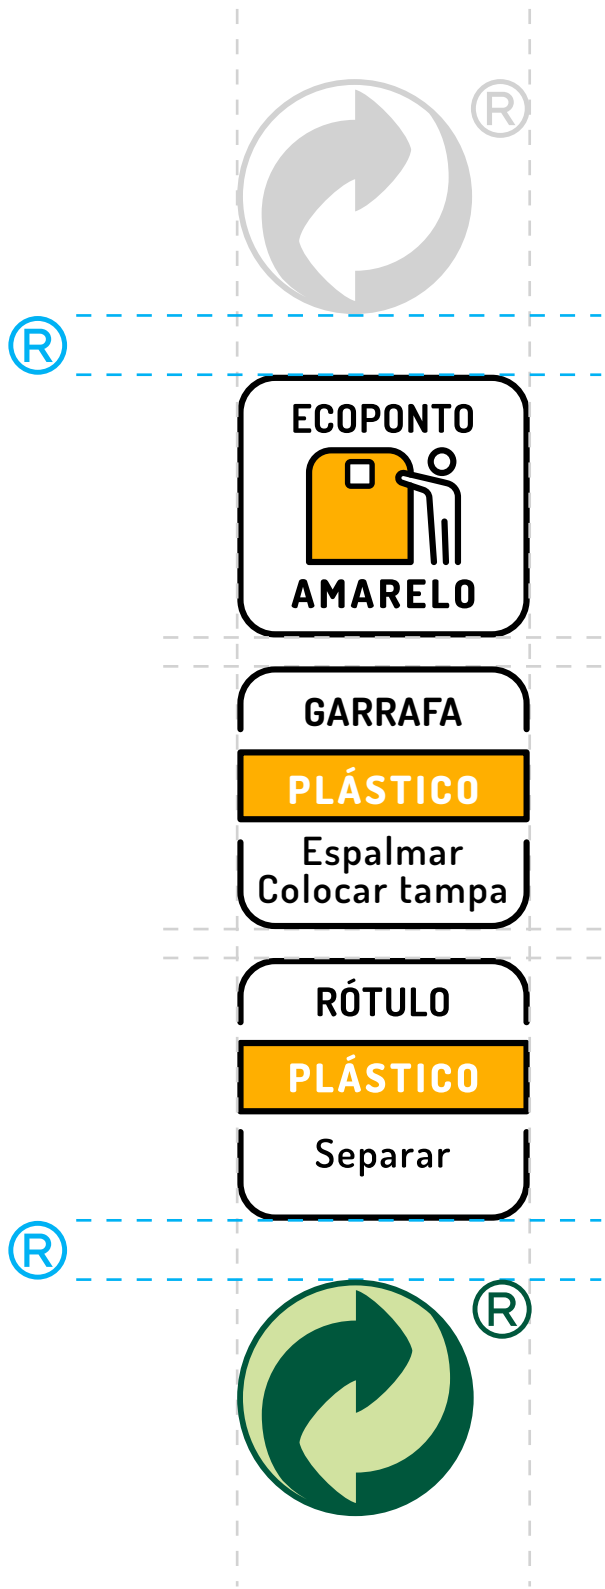 ®
®
ECOPONTO
AMARELO
GARRAFA
PLÁSTICO
Espalmar
Colocar tampa
RÓTULO
PLÁSTICO
Separar
®
®